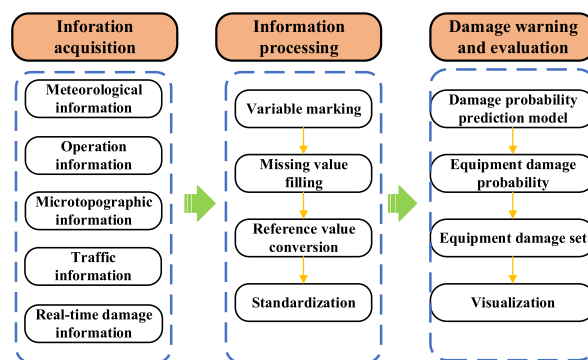 Inforation
acquisition
Meteorological
information
Operation
information
Microtopographic
information
Traffic
information
Real-time damage
information
Information
processing
Variable marking
Missing value
filling
Reference value
conversion
Standardization
Damage warning
and evaluation
Damage probability
prediction model
Equipment damage
probability
Equipment damage set
Visualization